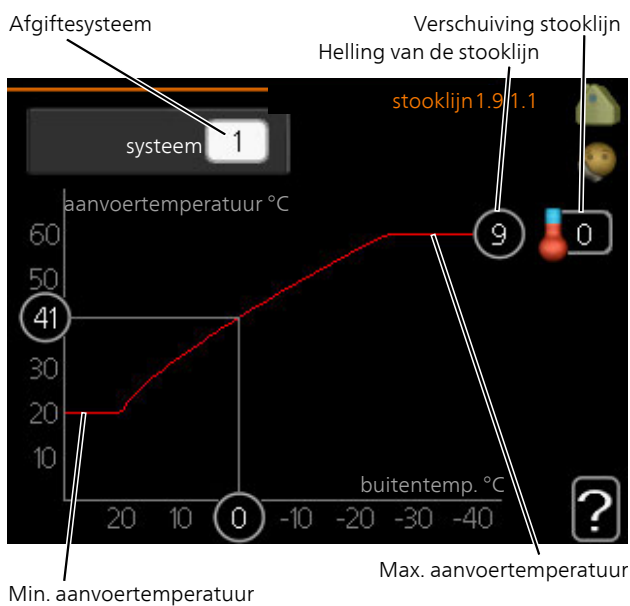 Afgiftesysteem
Verschuiving stooklijn
Helling van de stooklijn
stooklijn 1.9 1.1
systeem 1
aanvoertemperatuur °C
60
9
0
50
41
30
20
10
buitentemp. °C
20 10 0 -10 -20 -30 -40
?
Max. aanvoertemperatuur
Min. aanvoertemperatuur